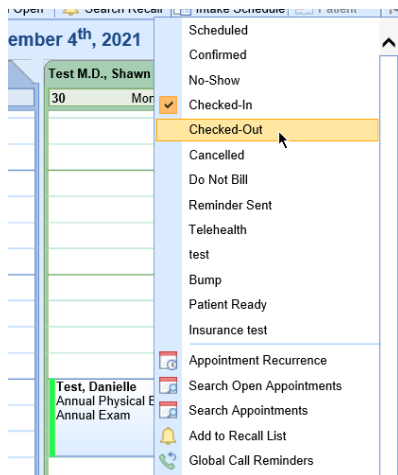 Open Search Recall Intake Schedule Patient
ember 4th, 2021
Test M.D., Shawn
30 Mon
Scheduled
Confirmed
No-Show
Checked-In
Checked-Out
Cancelled
Do Not Bill
Reminder Sent
Telehealth
test
Bump
Patient Ready
Insurance test
Appointment Recurrence
Search Open Appointments
Search Appointments
Add to Recall List
Global Call Reminders
Test, Danielle
Annual Physical E
Annual Exam